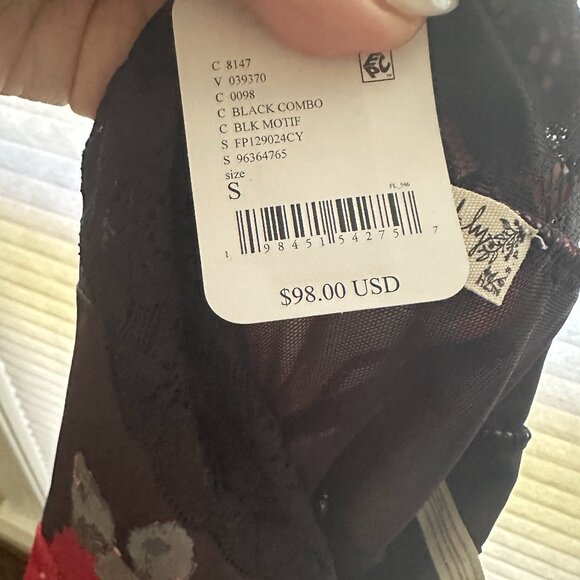 C 8147
V 039370
C 0098
C BLACK COMBO
C BLK MOTIF
S FP129024CY
S 96364765
size
S
FL_546
1 98451 54275 7
$98.00 USD